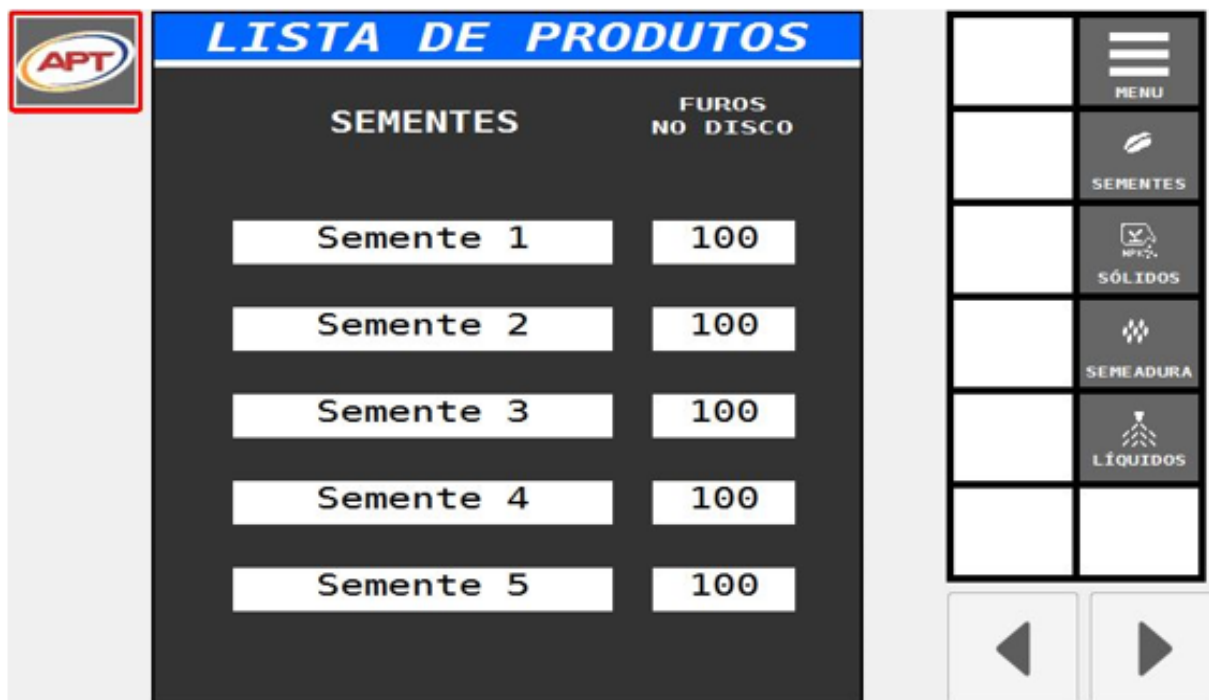 APT
LISTA DE PRODUTOS
SEMENTES
FUROS
NO DISCO
Semente 1 100
Semente 2 100
Semente 3 100
Semente 4 100
Semente 5 100
MENU
SEMENTES
NPK
SÓLIDOS
SEMEADURA
LÍQUIDOS